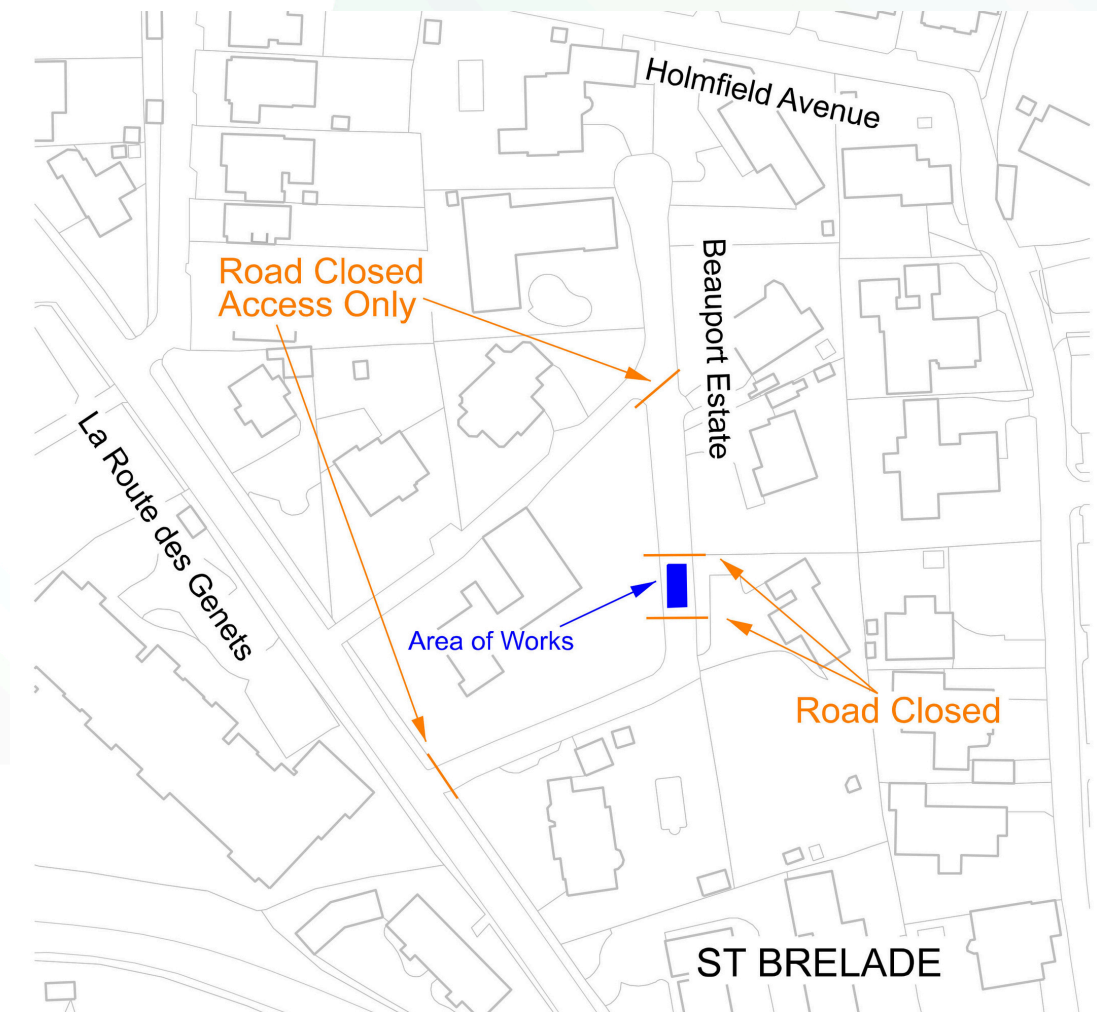 Holmfield Avenue
Road Closed
Access Only
Beauport Estate
La Route des Genets
Area of Works
Road Closed
ST BRELADE